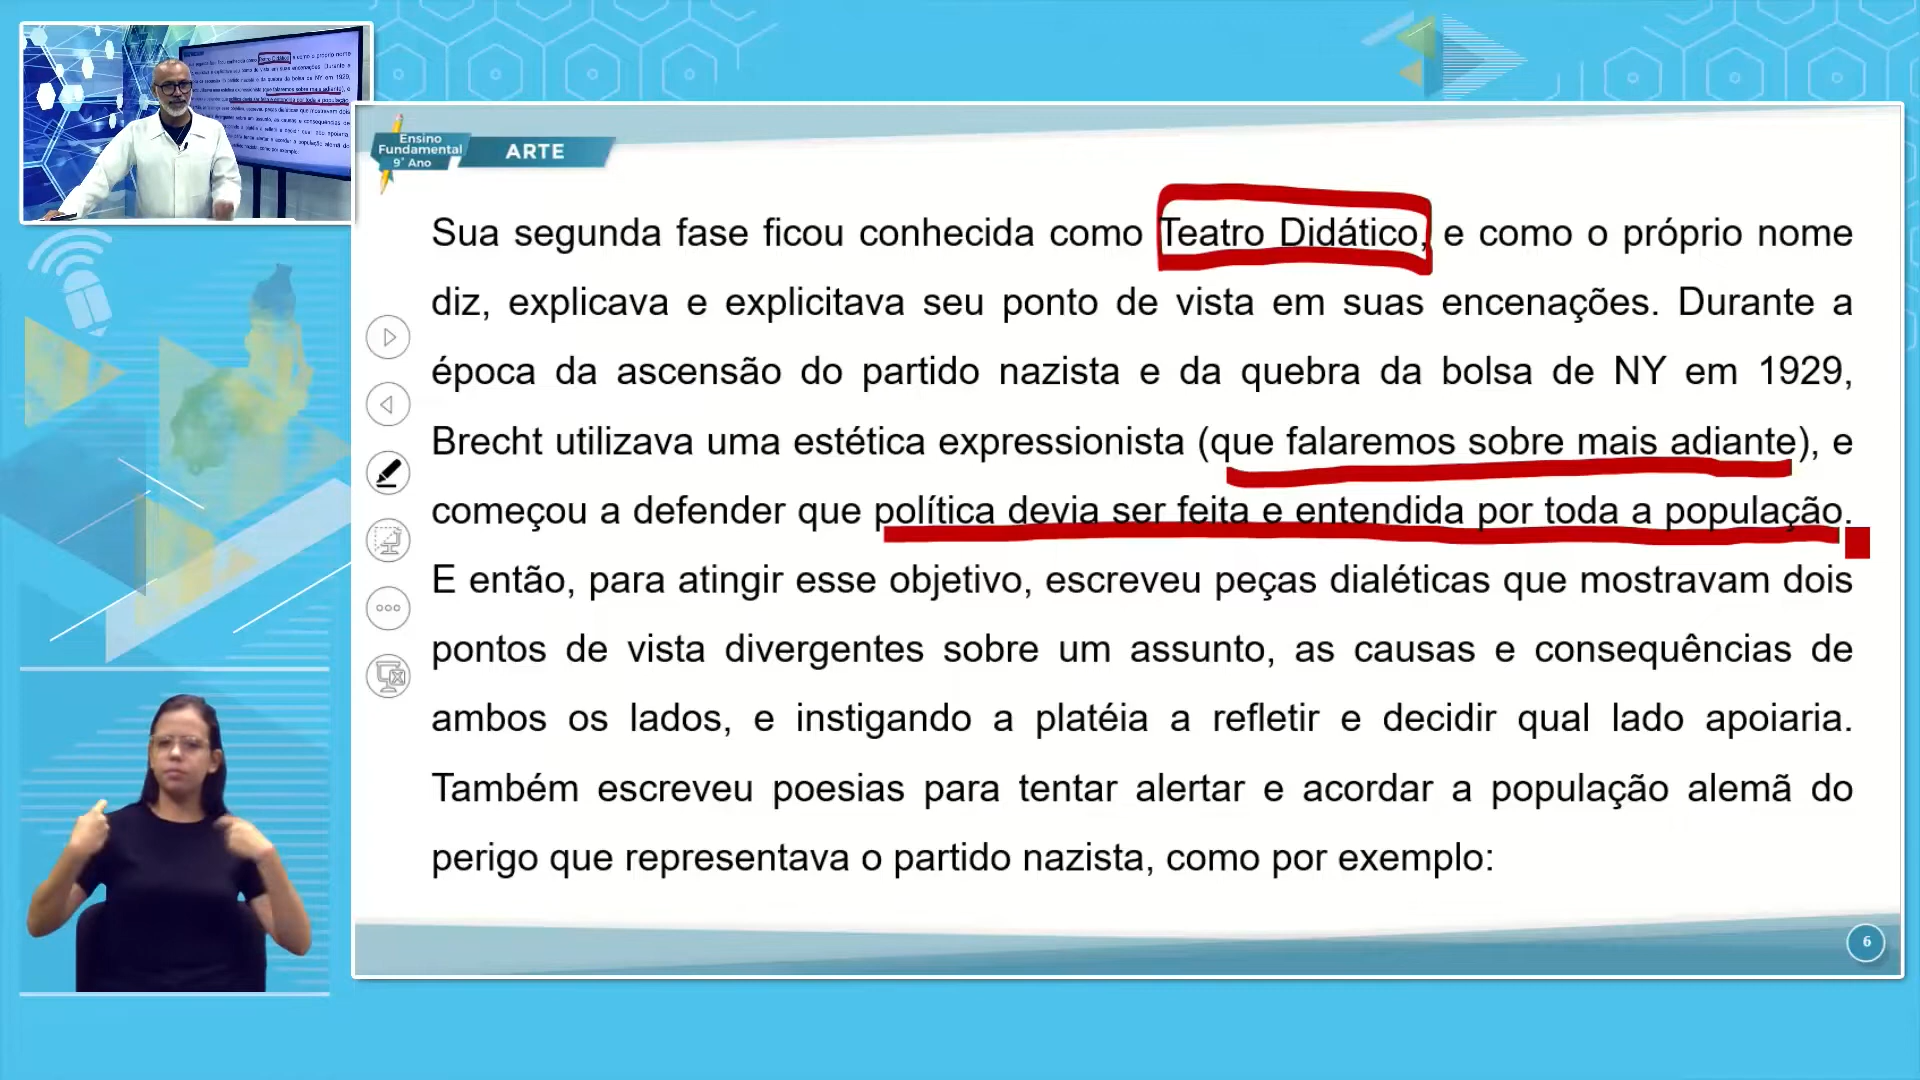 Ensino
Fundamental
9° Ano
ARTE
Sua segunda fase ficou conhecida como Teatro Didático, e como o próprio nome
diz, explicava e explicitava seu ponto de vista em suas encenações. Durante a
época da ascensão do partido nazista e da quebra da bolsa de NY em 1929,
Brecht utilizava uma estética expressionista (que falaremos sobre mais adiante), e
começou a defender que política devia ser feita e entendida por toda a população.
E então, para atingir esse objetivo, escreveu peças dialéticas que mostravam dois
pontos de vista divergentes sobre um assunto, as causas e consequências de
ambos os lados, e instigando a platéia a refletir e decidir qual lado apoiaria.
Também escreveu poesias para tentar alertar e acordar a população alemã do
perigo que representava o partido nazista, como por exemplo:
6